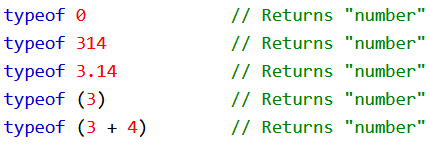 typeof 0              // Returns "number"
typeof 314            // Returns "number"
typeof 3.14           // Returns "number"
typeof (3)            // Returns "number"
typeof (3 + 4)        // Returns "number"